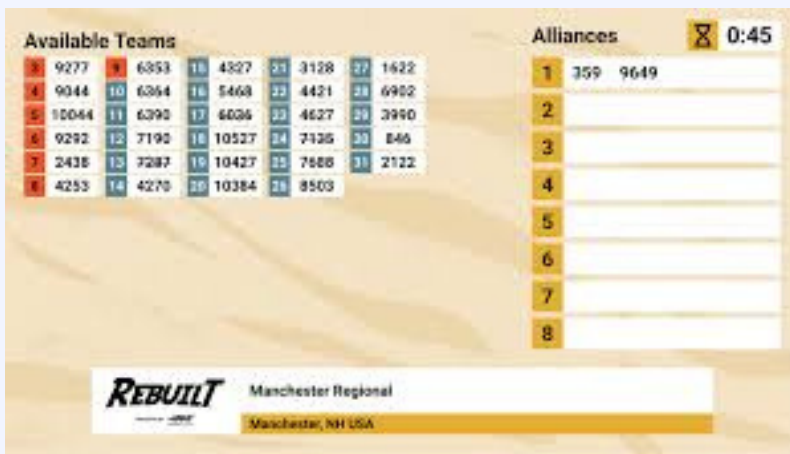 Available Teams
Alliances 0:45
3 9277 9 6353 15 4327 21 3128 27 1622
4 9044 10 6364 16 5468 22 4421 28 6902
5 10044 11 6390 17 6036 23 4627 29 3990
6 9292 12 7190 18 10527 24 7135 30 846
7 2438 13 7287 19 10427 25 7688 31 2122
8 4253 14 4270 20 10384 26 8503
1 359 9649
2
3
4
5
6
7
8
REBUILT
Manchester Regional
Manchester, NH USA